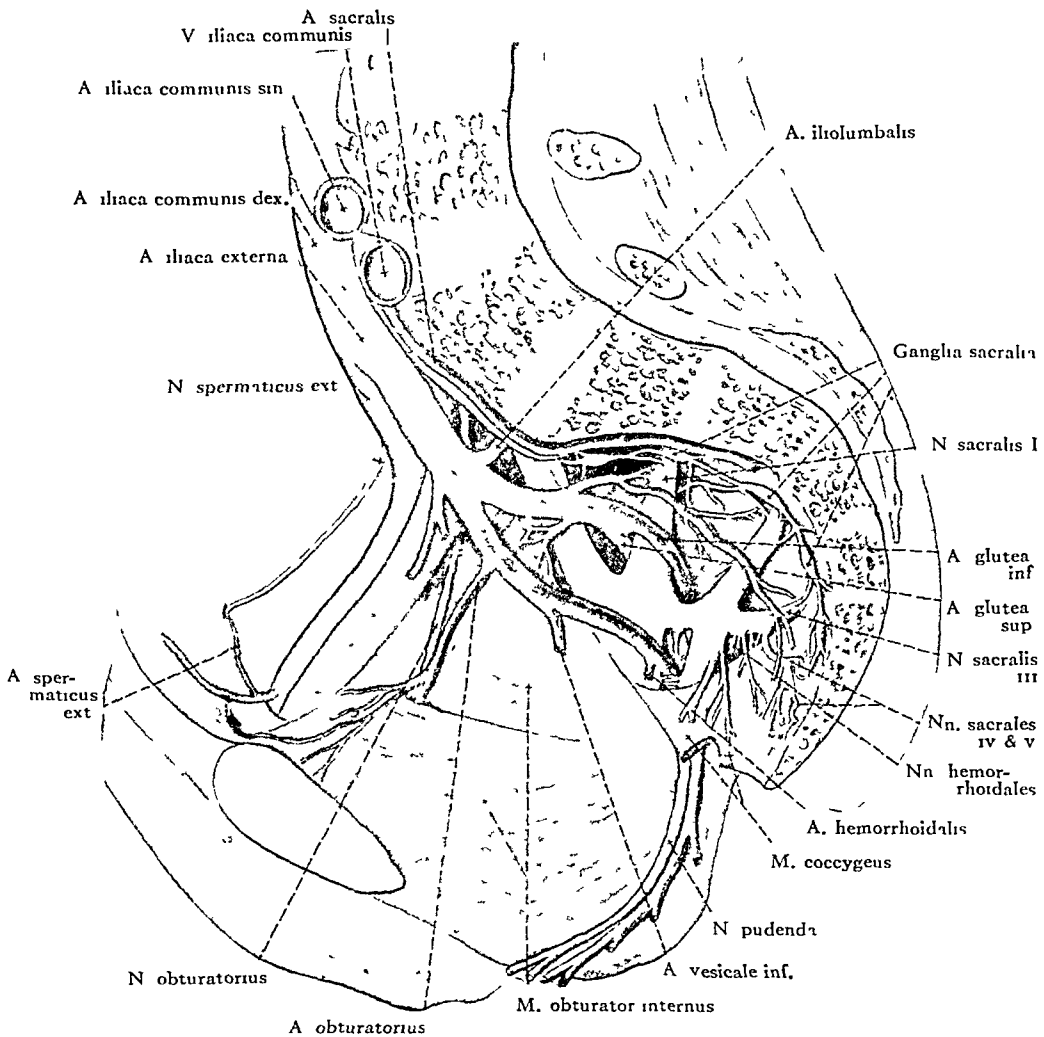 A sacralis
V iliaca communis
A iliaca communis sin
A iliaca communis dex.
A iliaca externa
N spermaticus ext
A. iliolumbalis
Ganglia sacralia
N sacralis I
A glutea
inf
A glutea
sup
N sacralis
III
Nn. sacrales
IV & V
Nn hemor-
rhoidales
A. hemorrhoidalis
M. coccygeus
N pudenda
A vesicale inf.
M. obturator internus
A obturatorius
N obturatorius
A sper-
maticus
ext